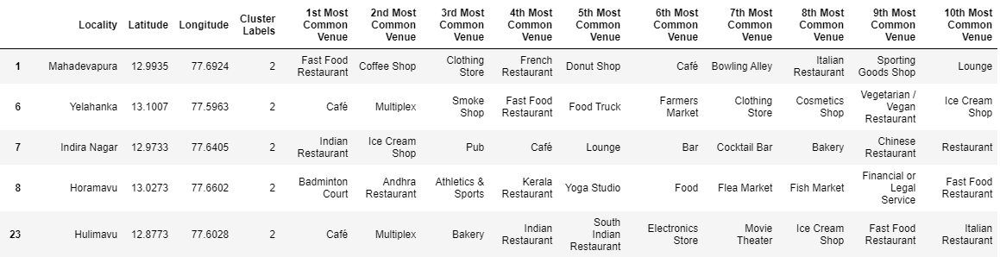 Locality Latitude Longitude Cluster Labels 1st Most Common Venue 2nd Most Common Venue 3rd Most Common Venue 4th Most Common Venue 5th Most Common Venue 6th Most Common Venue 7th Most Common Venue 8th Most Common Venue 9th Most Common Venue 10th Most Common Venue
1 Mahadevapura 12.9935 77.6924 2 Fast Food Restaurant Coffee Shop Clothing Store French Restaurant Donut Shop Café Bowling Alley Italian Restaurant Sporting Goods Shop Lounge
6 Yelahanka 13.1007 77.5963 2 Café Multiplex Smoke Shop Fast Food Restaurant Food Truck Farmers Market Clothing Store Cosmetics Shop Vegetarian / Vegan Restaurant Ice Cream Shop
7 Indira Nagar 12.9733 77.6405 2 Indian Restaurant Ice Cream Shop Pub Café Lounge Bar Cocktail Bar Bakery Chinese Restaurant Restaurant
8 Horamavu 13.0273 77.6602 2 Badminton Court Andhra Restaurant Athletics & Sports Kerala Restaurant Yoga Studio Food Flea Market Fish Market Financial or Legal Service Fast Food Restaurant
23 Hulimavu 12.8773 77.6028 2 Café Multiplex Bakery Indian Restaurant South Indian Restaurant Electronics Store Movie Theater Ice Cream Shop Fast Food Restaurant Italian Restaurant